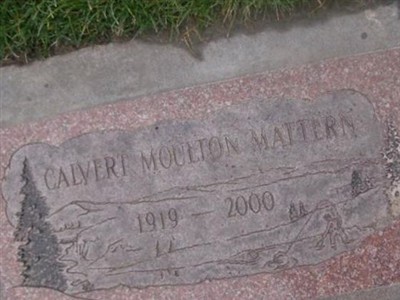 CALVERT MOULTON MATTERN
1919 — 2000